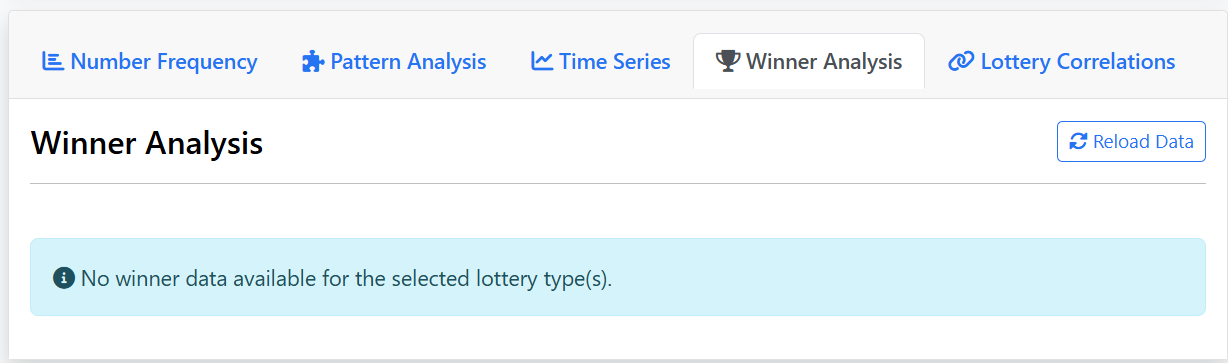 Number Frequency Pattern Analysis Time Series Winner Analysis Lottery Correlations
Winner Analysis Reload Data
No winner data available for the selected lottery type(s).